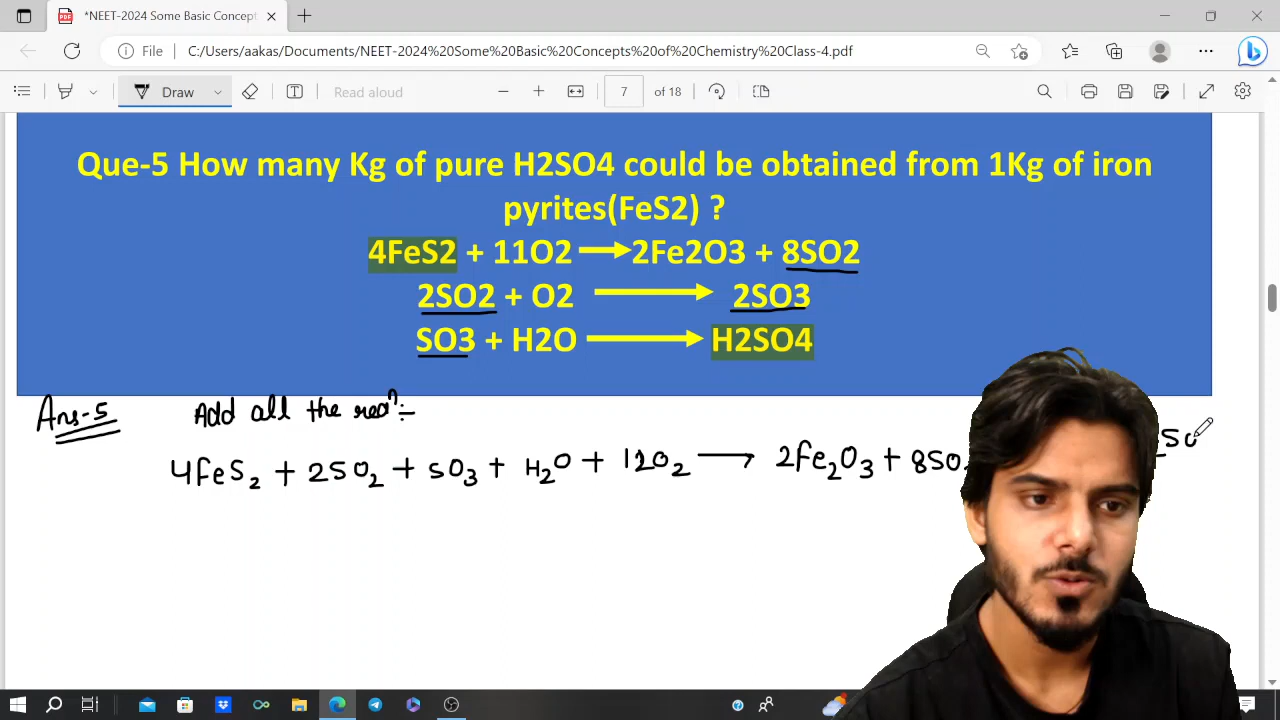 *NEET-2024 Some Basic Concept
File C:/Users/aakas/Documents/NEET-2024%20Some%20Basic%20Concepts%20of%20Chemistry%20Class-4.pdf
Draw Read aloud 7 of 18
Que-5 How many Kg of pure H2SO4 could be obtained from 1Kg of iron
pyrites(FeS2) ?
4FeS2 + 11O2 → 2Fe2O3 + 8SO2
2SO2 + O2 → 2SO3
SO3 + H2O → H2SO4
Ans-5 Add all the reaⁿ:-
4FeS₂ + 2SO₂ + SO₃ + H₂O + 12O₂ → 2Fe₂O₃ + 8SO